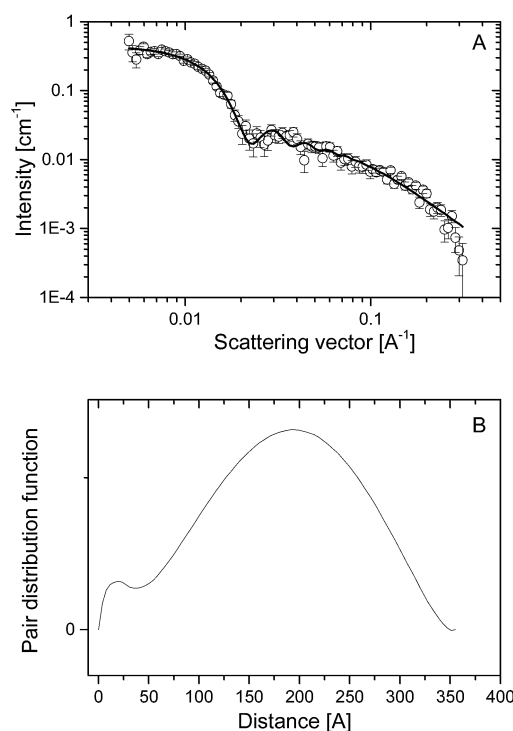 A
1
0.1
0.01
1E-3
1E-4
Intensity [cm-1]
0.01
0.1
Scattering vector [A-1]
B
Pair distribution function
0
0
50
100
150
200
250
300
350
400
Distance [A]